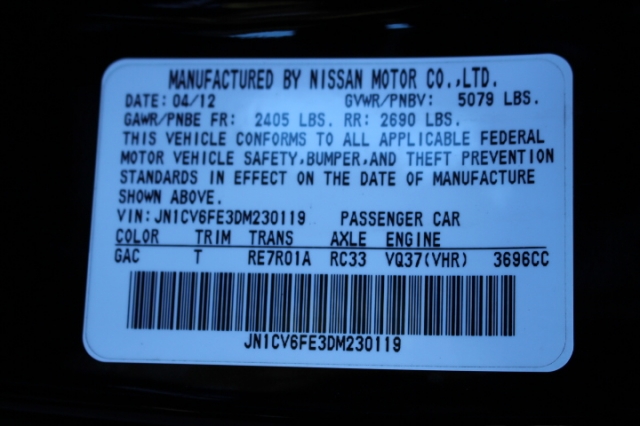 MANUFACTURED BY NISSAN MOTOR CO.,LTD.
DATE: 04/12 GVWR/PNBV: 5079 LBS.
GAWR/PNBE FR: 2405 LBS. RR: 2690 LBS.
THIS VEHICLE CONFORMS TO ALL APPLICABLE FEDERAL
MOTOR VEHICLE SAFETY,BUMPER,AND THEFT PREVENTION
STANDARDS IN EFFECT ON THE DATE OF MANUFACTURE
SHOWN ABOVE.
VIN:JN1CV6FE3DM230119 PASSENGER CAR
COLOR TRIM TRANS AXLE ENGINE
GAC T RE7R01A RC33 VQ37(VHR) 3696CC
JN1CV6FE3DM230119